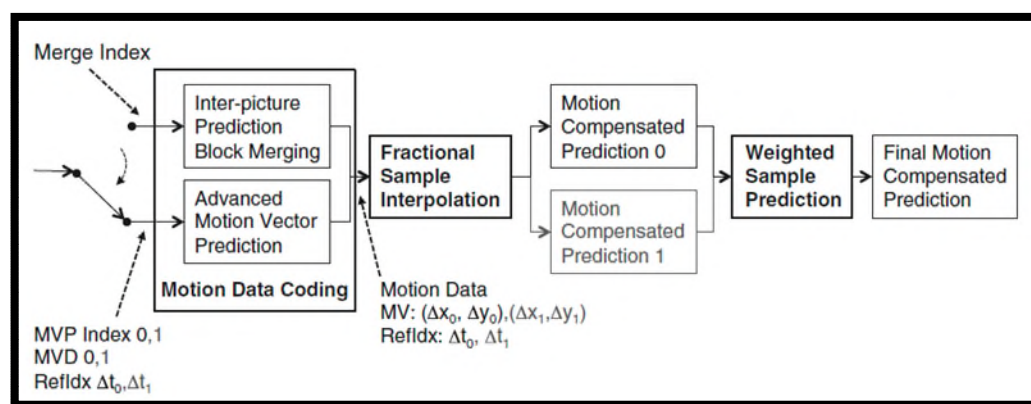 Merge Index
Inter-picture
Prediction
Block Merging
Advanced
Motion Vector
Prediction
Motion Data Coding
MVP Index 0,1
MVD 0,1
RefIdx Δt₀,Δt₁
Motion Data
MV: (Δx₀, Δy₀),(Δx₁,Δy₁)
RefIdx: Δt₀, Δt₁
Fractional
Sample
Interpolation
Motion
Compensated
Prediction 0
Motion
Compensated
Prediction 1
Weighted
Sample
Prediction
Final Motion
Compensated
Prediction